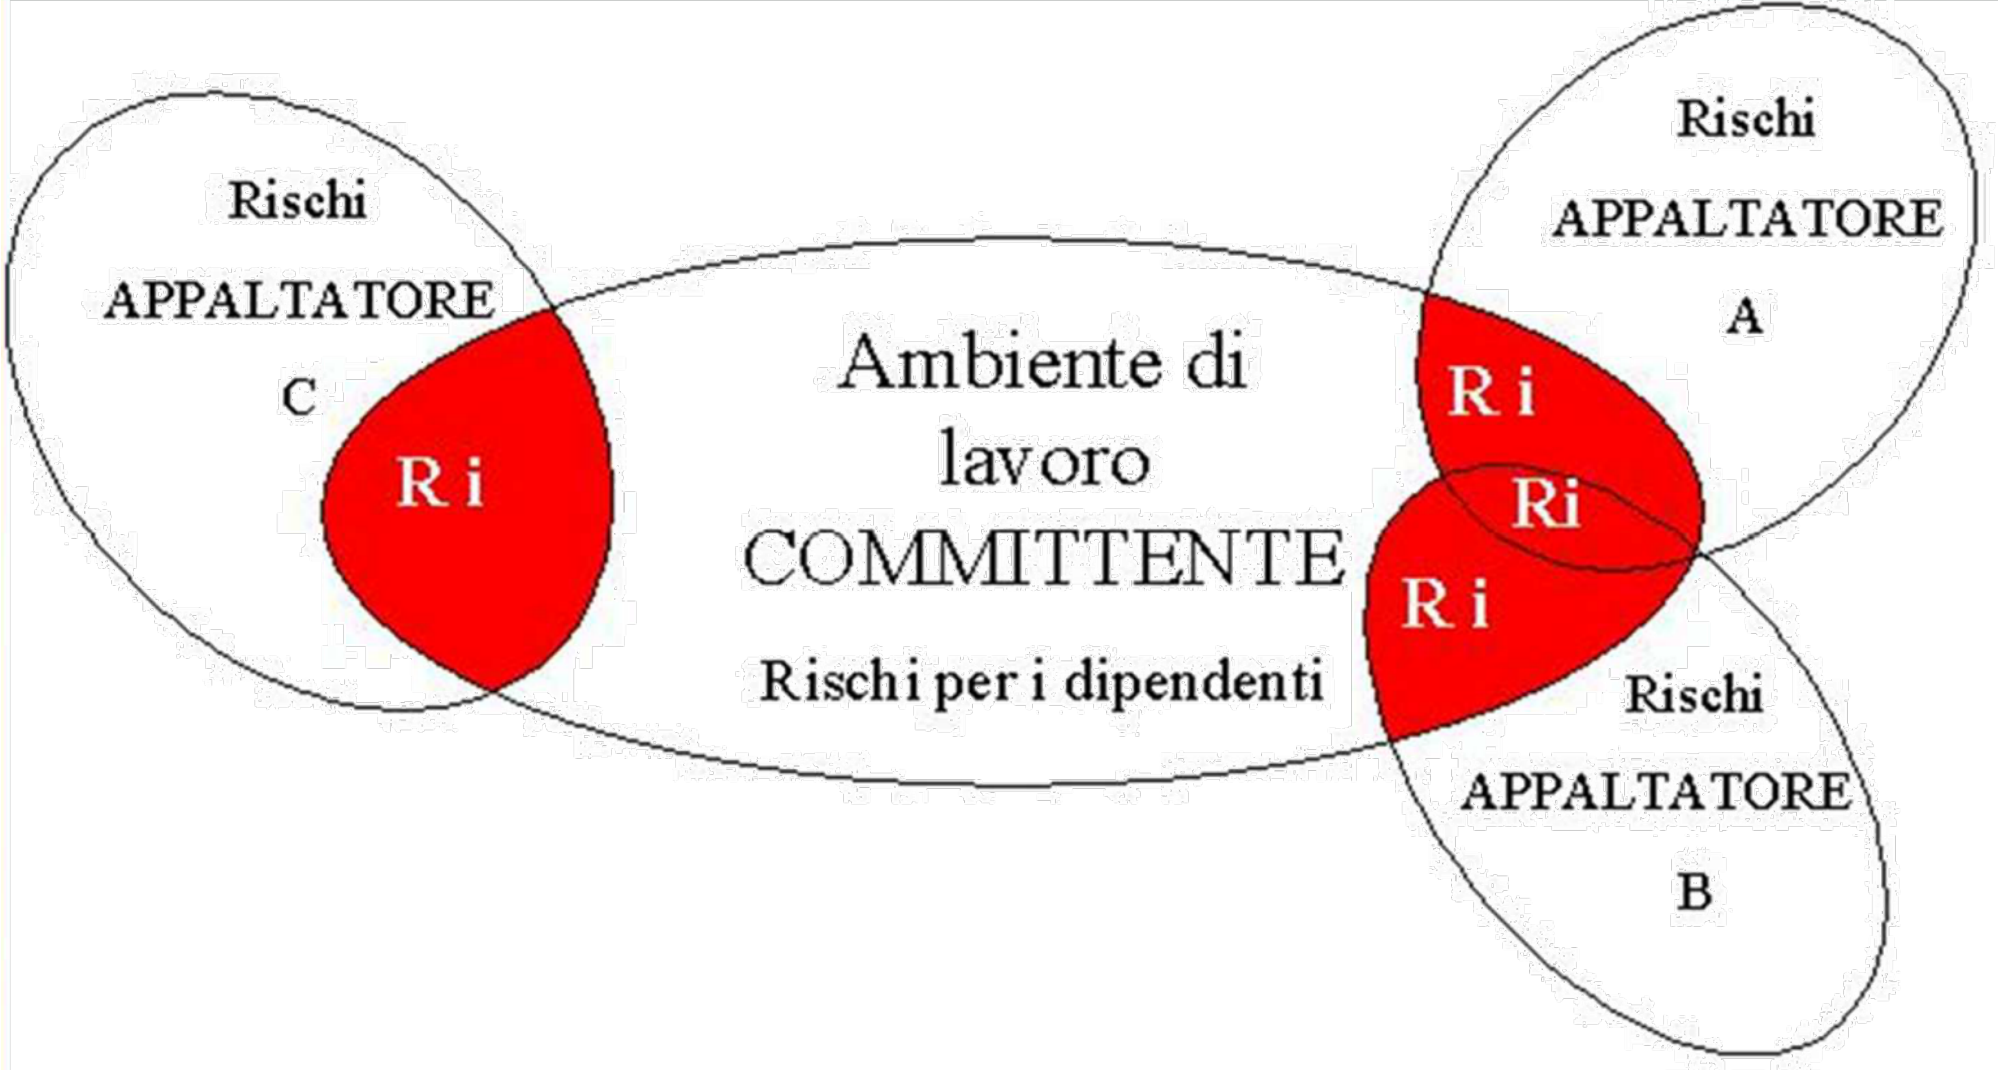 Rischi
APPALTATORE
C
R i
Ambiente di
lavoro
COMMITTENTE
Rischi per i dipendenti
Rischi
APPALTATORE
A
R i
Ri
R i
Rischi
APPALTATORE
B